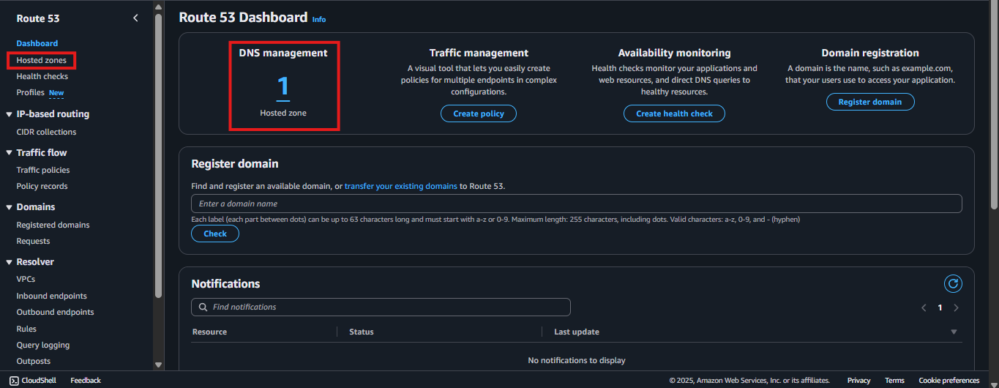 Route 53
Dashboard
Hosted zones
Health checks
Profiles New
IP-based routing
CIDR collections
Traffic flow
Traffic policies
Policy records
Domains
Registered domains
Requests
Resolver
VPCs
Inbound endpoints
Outbound endpoints
Rules
Query logging
Outposts
Route 53 Dashboard Info
DNS management
1
Hosted zone
Traffic management
A visual tool that lets you easily create
policies for multiple endpoints in complex
configurations.
Create policy
Availability monitoring
Health checks monitor your applications and
web resources, and direct DNS queries to
healthy resources.
Create health check
Domain registration
A domain is the name, such as example.com,
that your users use to access your application.
Register domain
Register domain
Find and register an available domain, or transfer your existing domains to Route 53.
Enter a domain name
Each label (each part between dots) can be up to 63 characters long and must start with a-z or 0-9. Maximum length: 255 characters, including dots. Valid characters: a-z, 0-9, and - (hyphen)
Check
Notifications
Find notifications
1
Resource Status Last update
No notifications to display
CloudShell Feedback © 2025, Amazon Web Services, Inc. or its affiliates. Privacy Terms Cookie preferences